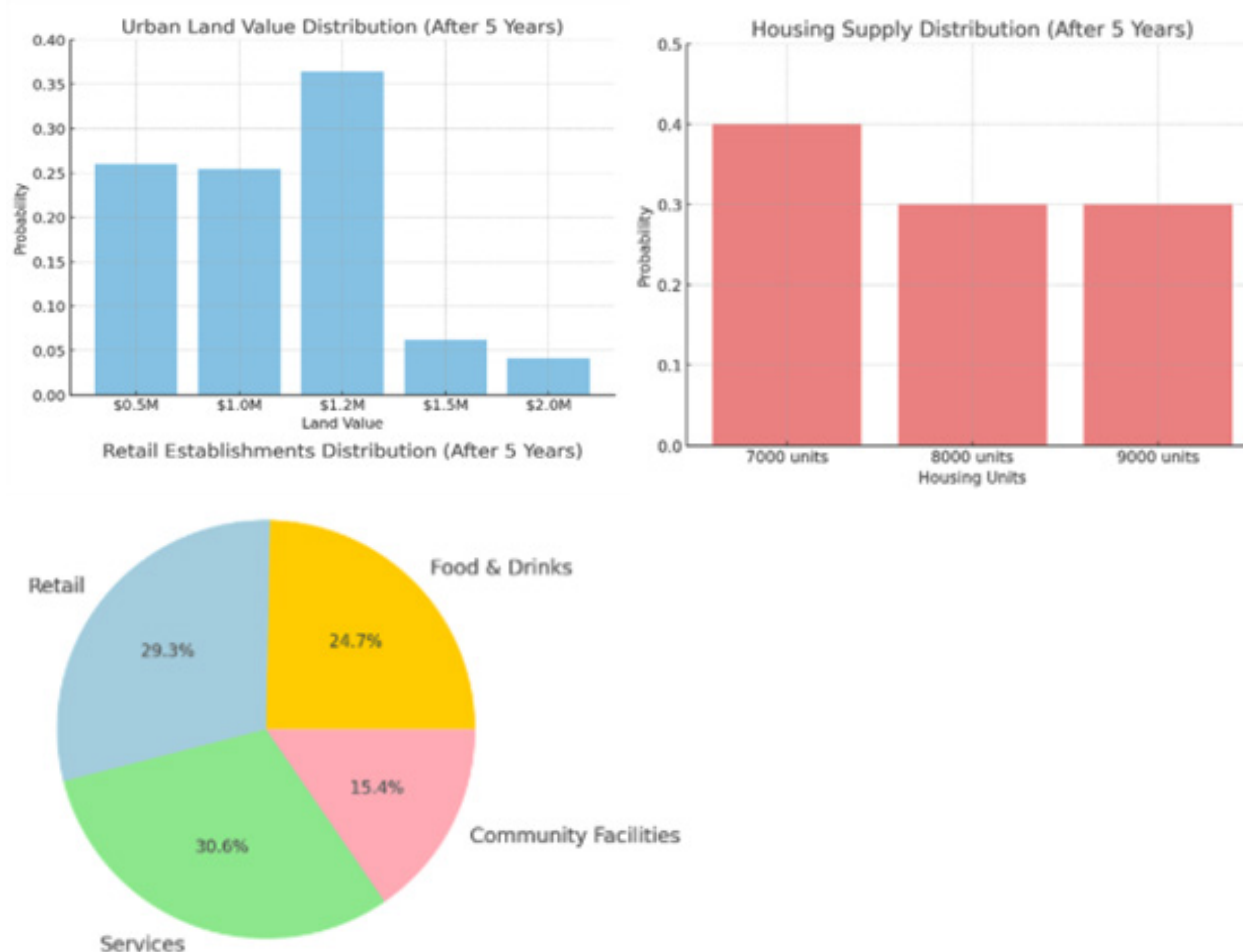 Urban Land Value Distribution (After 5 Years)
0.40
0.35
0.30
0.25
0.20
0.15
0.10
0.05
0.00
Probability
$0.5M $1.0M $1.2M $1.5M $2.0M
Land Value
Housing Supply Distribution (After 5 Years)
0.5
0.4
0.3
0.2
0.1
0.0
Probability
7000 units 8000 units 9000 units
Housing Units
Retail Establishments Distribution (After 5 Years)
Food & Drinks
Retail
24.7%
29.3%
15.4%
Community Facilities
30.6%
Services